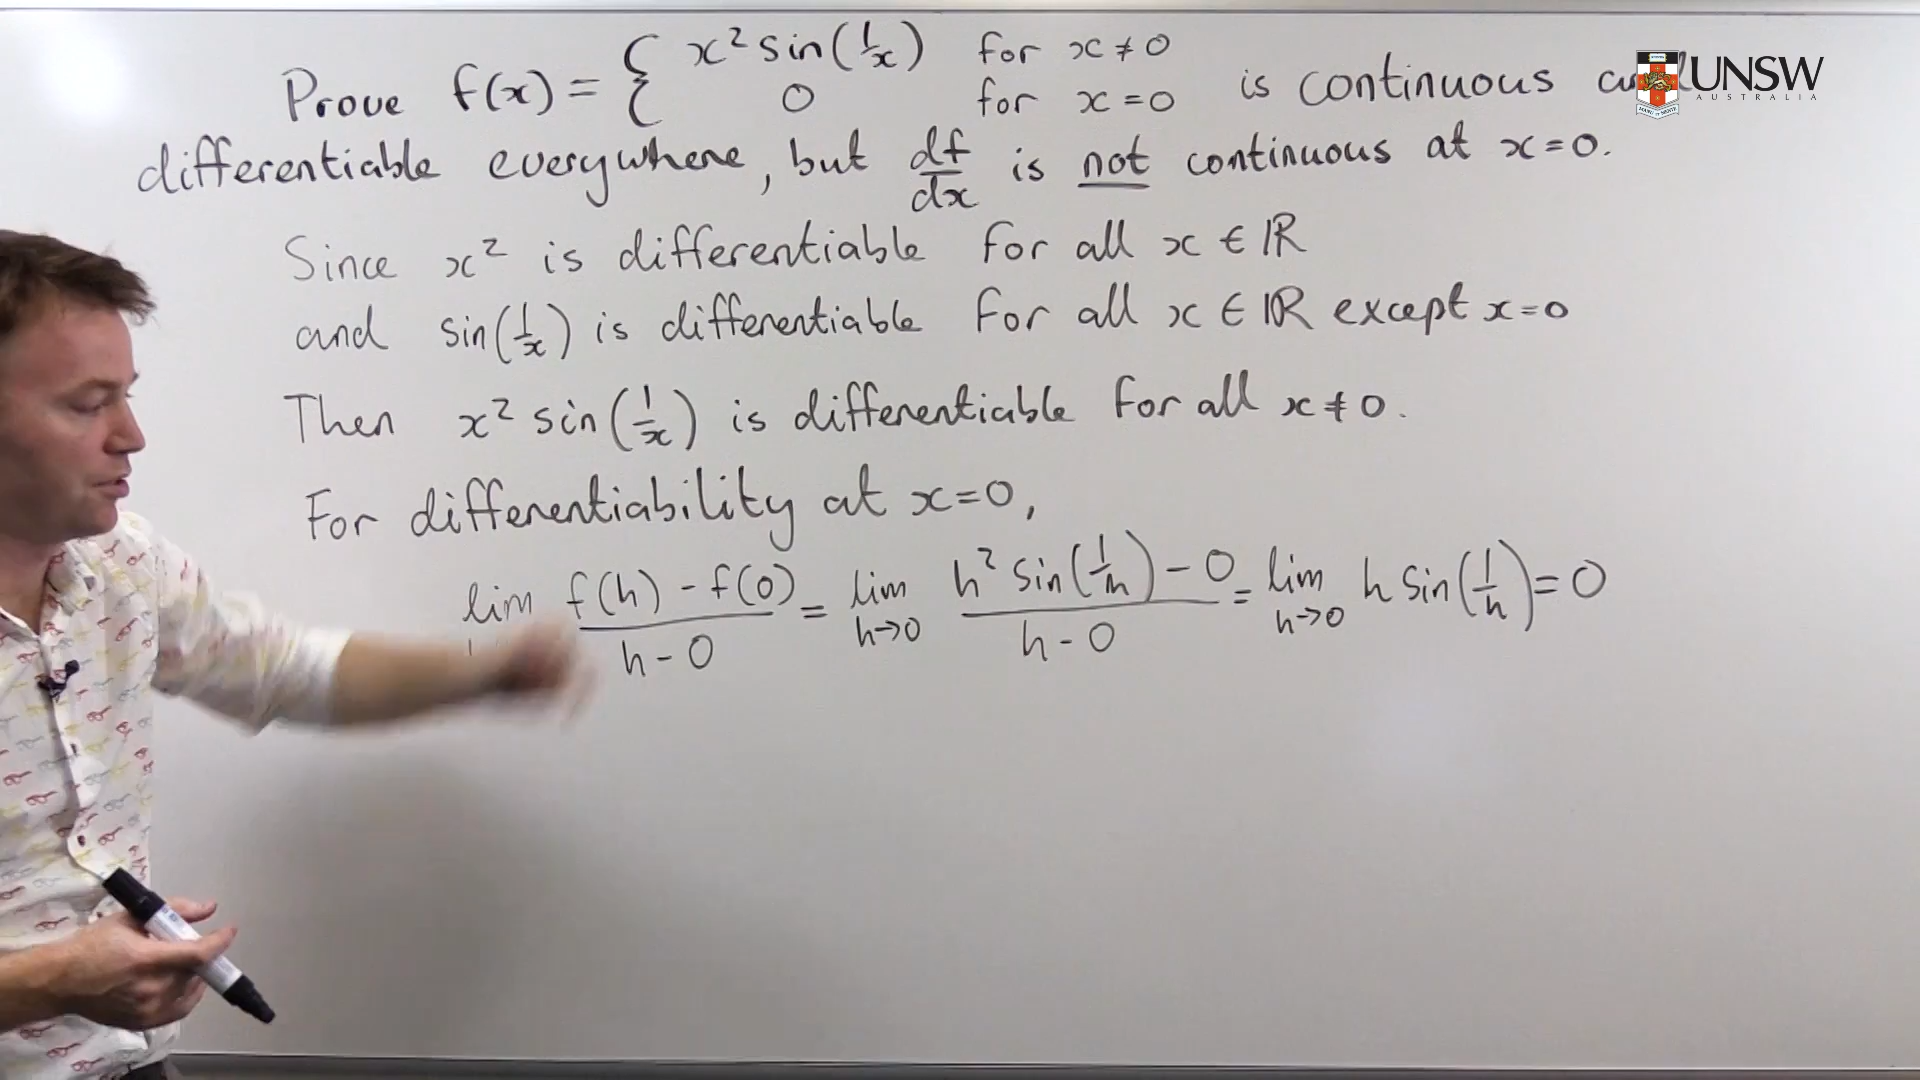 Prove f(x) = { x² sin(1/x) for x ≠ 0
0 for x = 0 is continuous and
UNSW
AUSTRALIA
differentiable everywhere, but df/dx is not continuous at x=0.
Since x² is differentiable for all x ∈ ℝ
and sin(1/x) is differentiable for all x ∈ ℝ except x=0
Then x² sin(1/x) is differentiable for all x ≠ 0.
For differentiability at x=0,
lim (f(h) - f(0))/(h - 0) = lim h→0 (h² sin(1/h) - 0)/(h - 0) = lim h→0 h sin(1/h) = 0